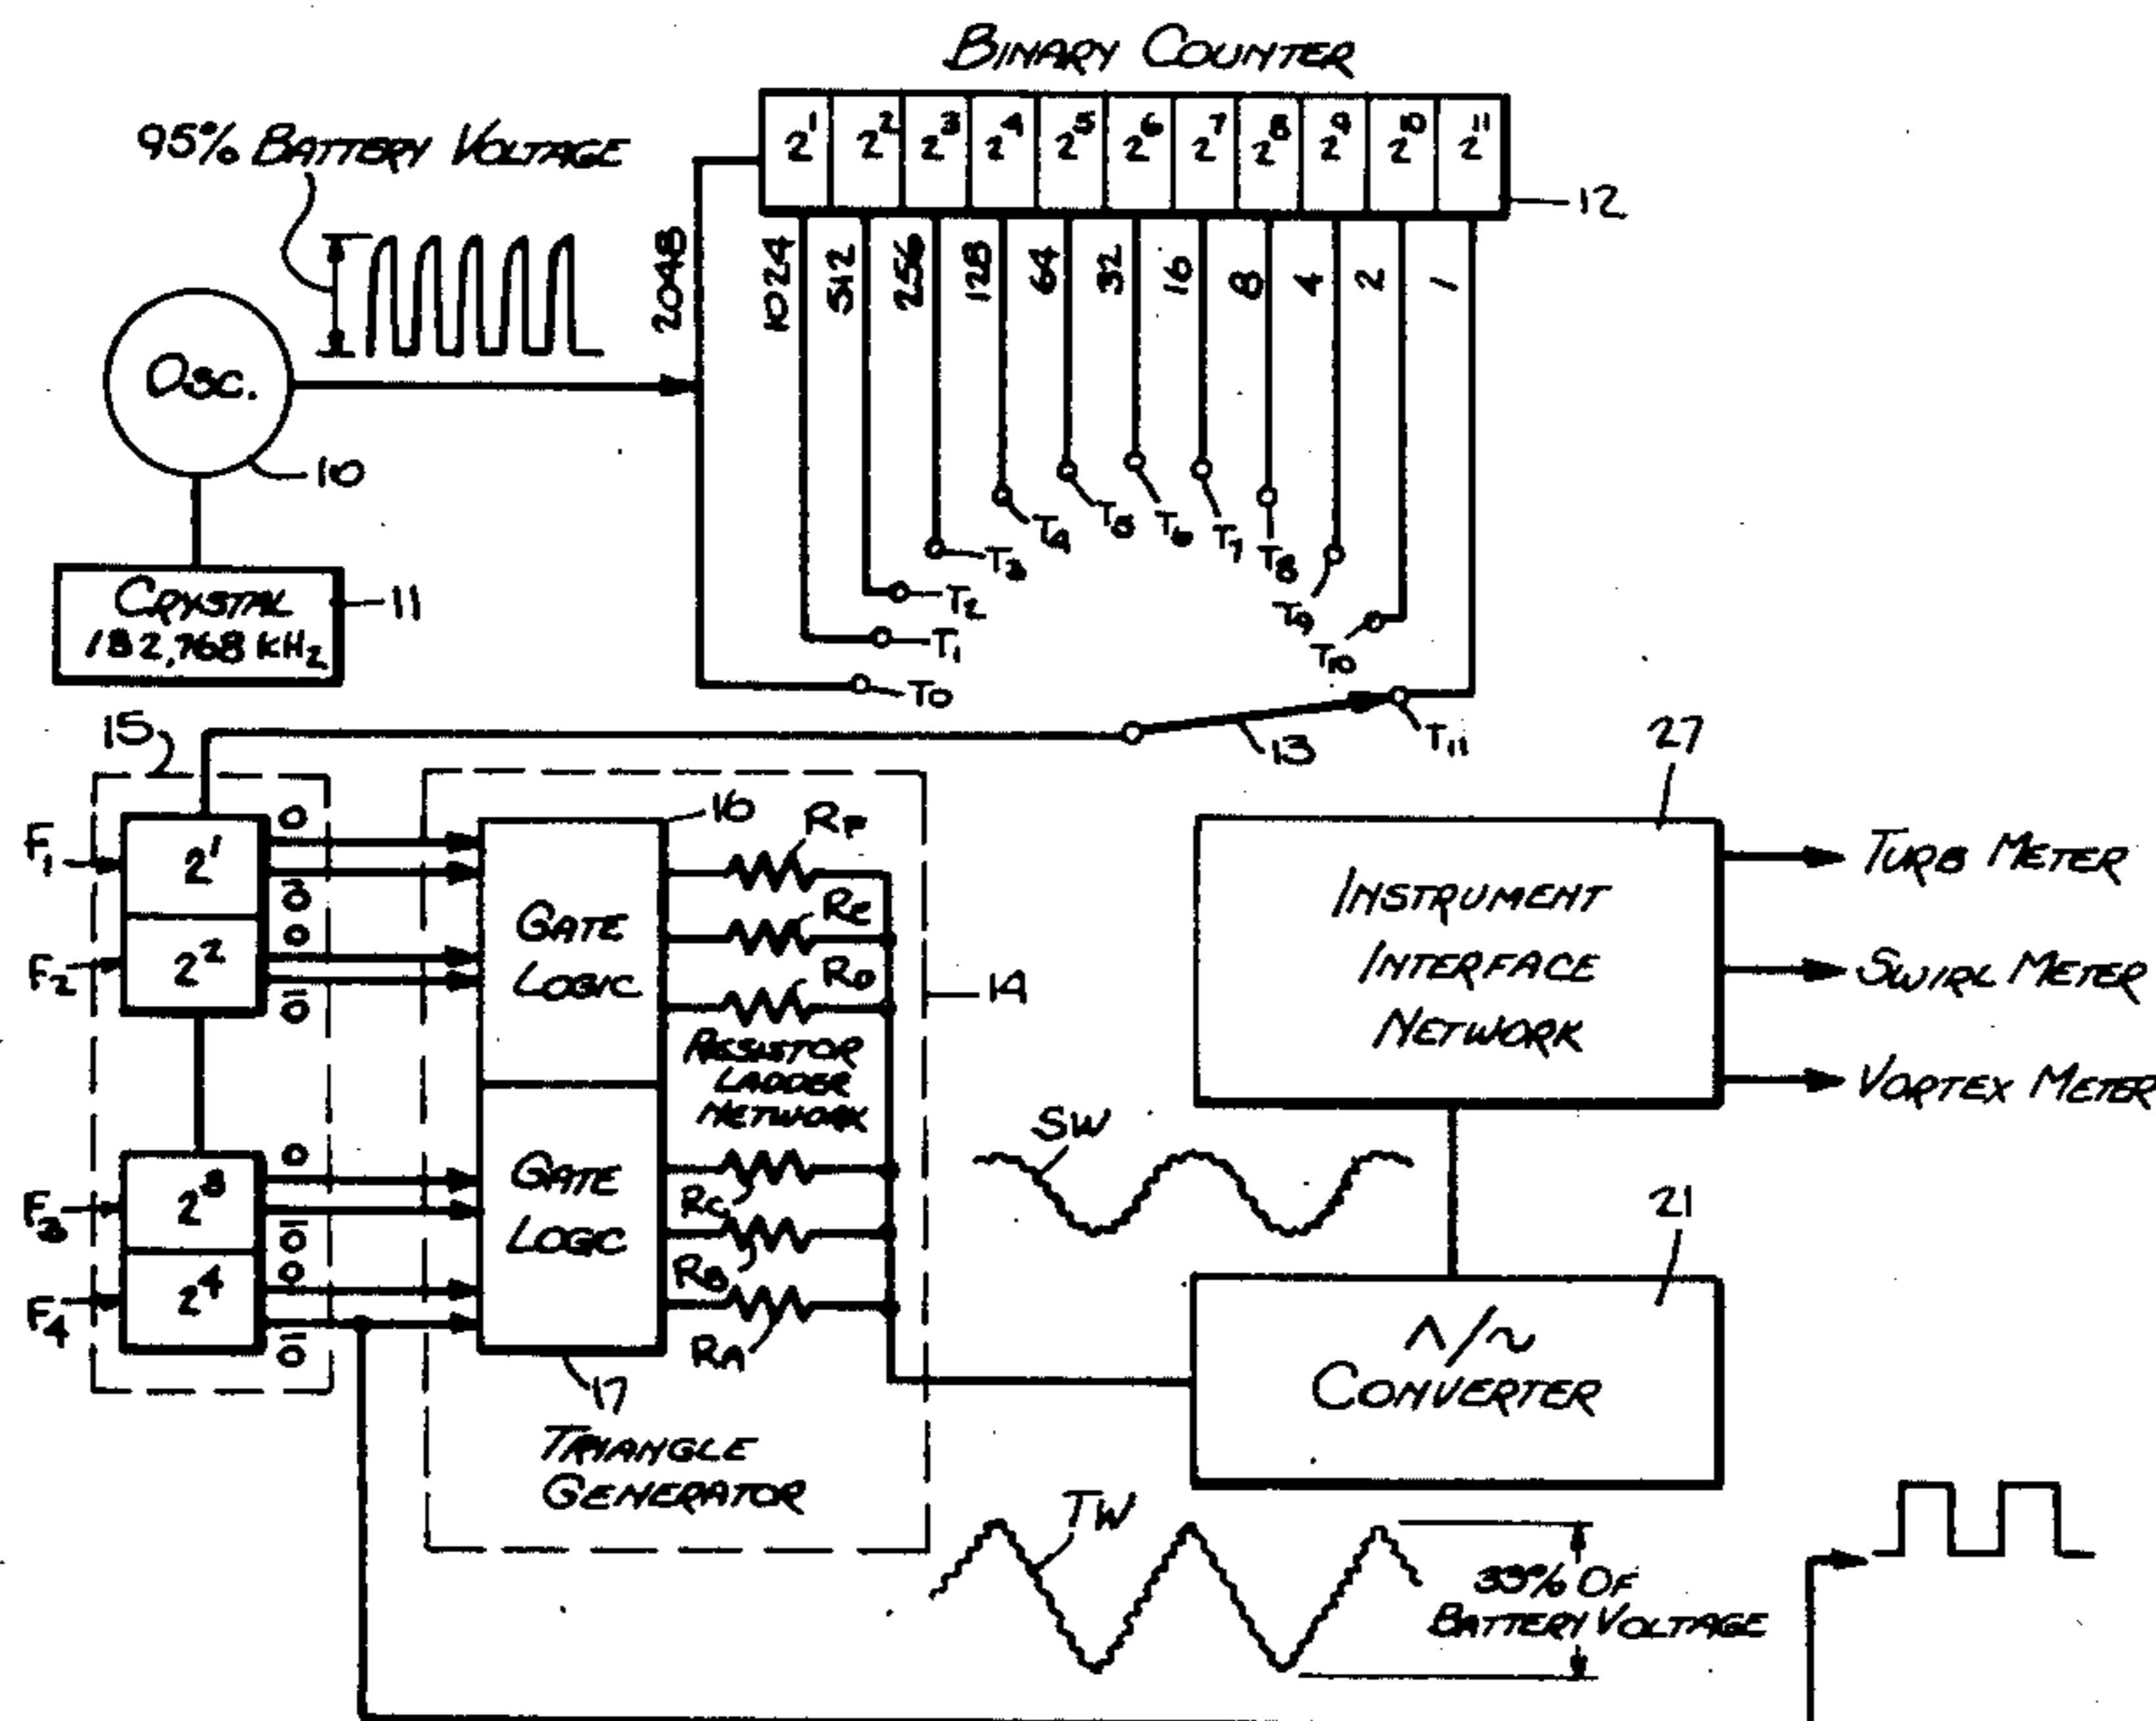 BINARY COUNTER
95% BATTERY VOLTAGE
2¹ 2² 2³ 2⁴ 2⁵ 2⁶ 2⁷ 2⁸ 2⁹ 2¹⁰ 2¹¹
12
2048 1024 512 256 128 64 32 16 8 4 2 1
OSC.
10
CRYSTAL
132,768 KHZ
11
T0 T1 T2 T3 T4 T5 T6 T7 T8 T9 T10 T11
13
15
F1 2¹ 0 0̄
F2 2² 0 0̄
F3 2³ 0 0̄
F4 2⁴ 0 0̄
16
GATE
LOGIC
GATE
LOGIC
17
RF
RE
RD
RESISTOR
LADDER
NETWORK
RC
RB
RA
14
TRIANGLE
GENERATOR
27
INSTRUMENT
INTERFACE
NETWORK
TURB METER
SWIRL METER
VORTEX METER
SW
21
Λ/~
CONVERTER
TW
33% OF
BATTERY VOLTAGE